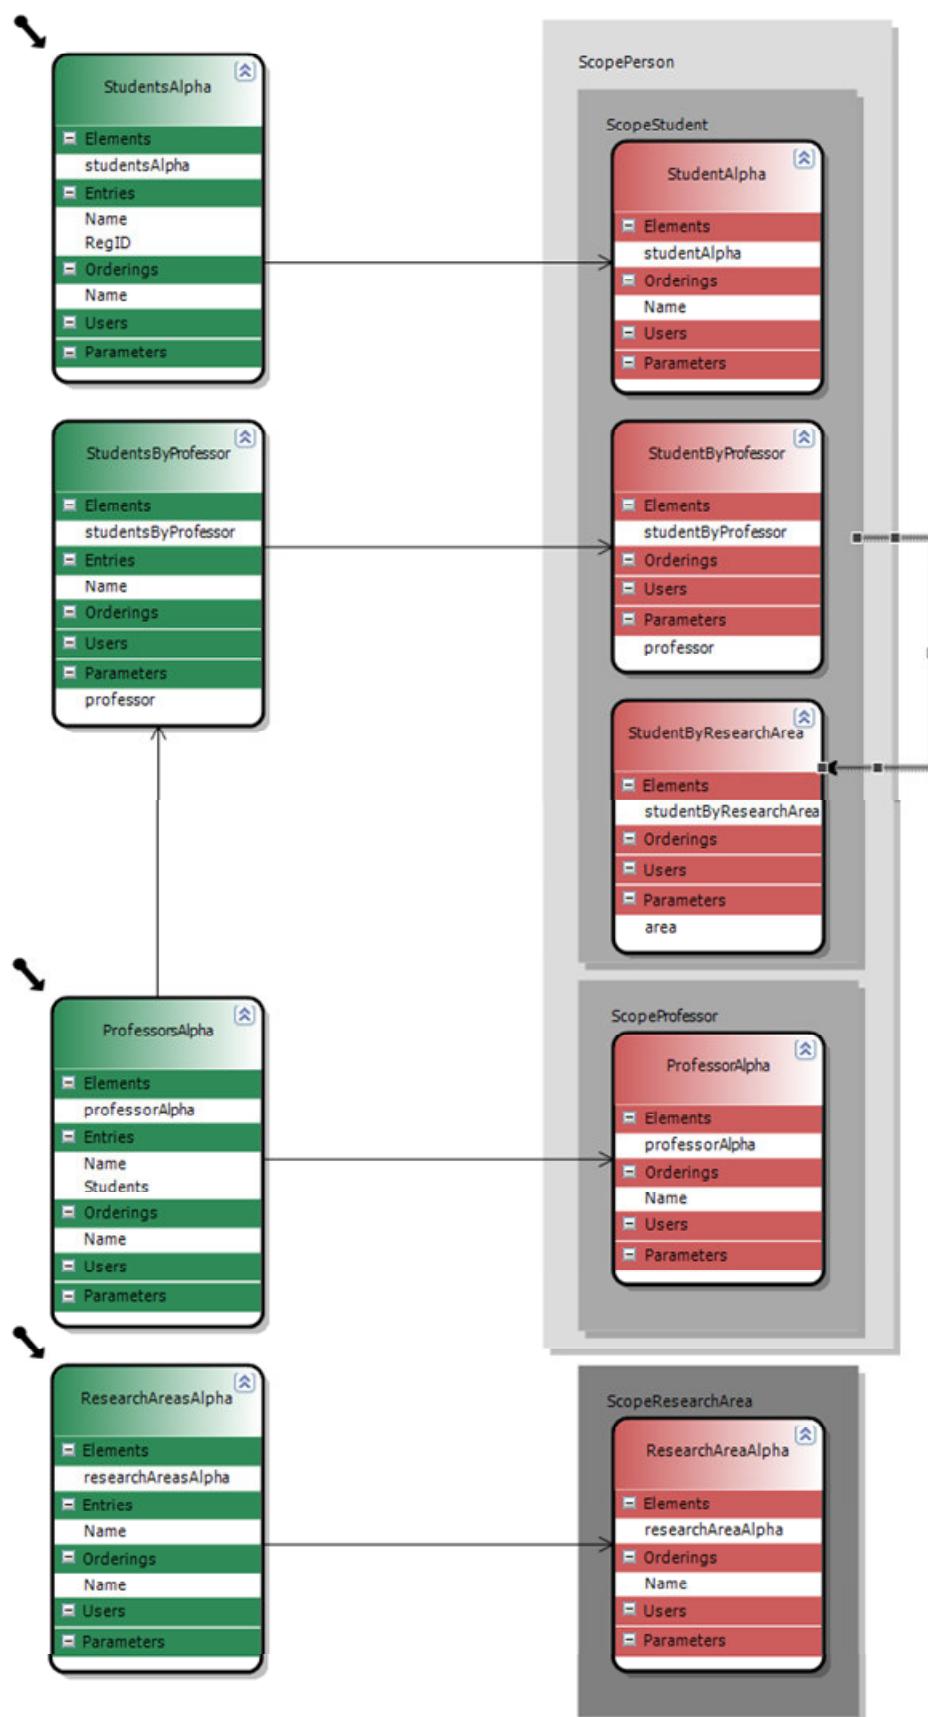 StudentsAlpha
Elements
studentsAlpha
Entries
Name
RegID
Orderings
Name
Users
Parameters
StudentsByProfessor
Elements
studentsByProfessor
Entries
Name
Orderings
Users
Parameters
professor
ProfessorsAlpha
Elements
professorAlpha
Entries
Name
Students
Orderings
Name
Users
Parameters
ResearchAreasAlpha
Elements
researchAreasAlpha
Entries
Name
Orderings
Name
Users
Parameters
ScopePerson
ScopeStudent
StudentAlpha
Elements
studentAlpha
Orderings
Name
Users
Parameters
StudentByProfessor
Elements
studentByProfessor
Orderings
Users
Parameters
professor
StudentByResearchArea
Elements
studentByResearchArea
Orderings
Users
Parameters
area
ScopeProfessor
ProfessorAlpha
Elements
professorAlpha
Orderings
Name
Users
Parameters
ScopeResearchArea
ResearchAreaAlpha
Elements
researchAreaAlpha
Orderings
Name
Users
Parameters